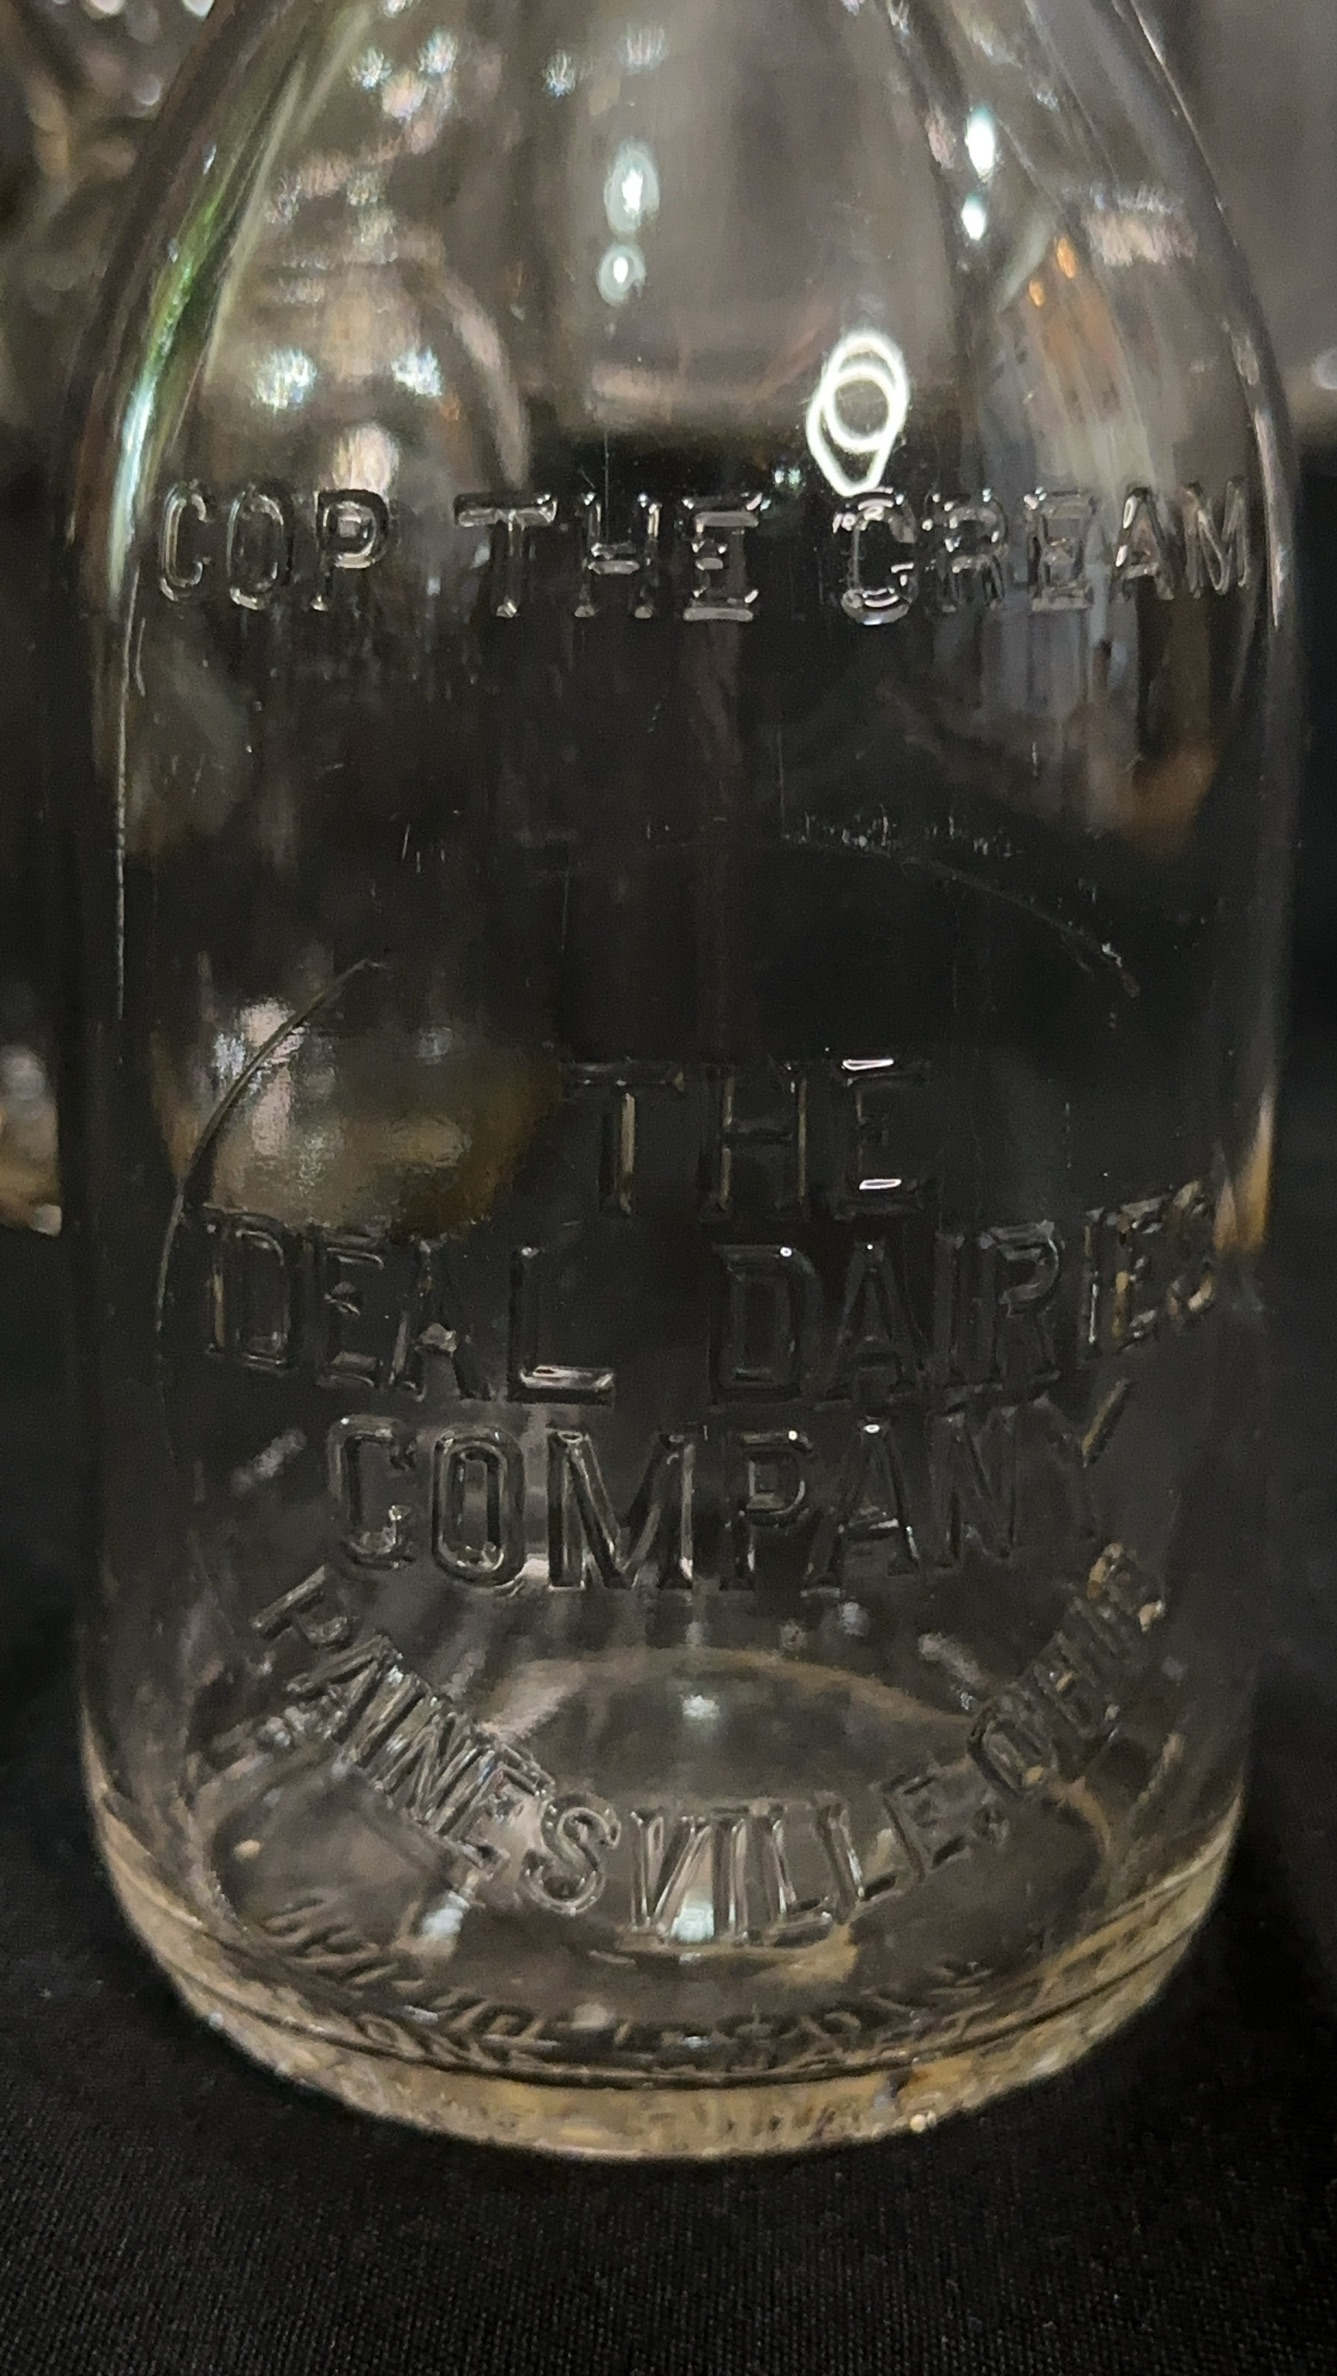 COP THE CREAM
THE
IDEAL DAIRIES
COMPANY
PAINESVILLE, OHIO